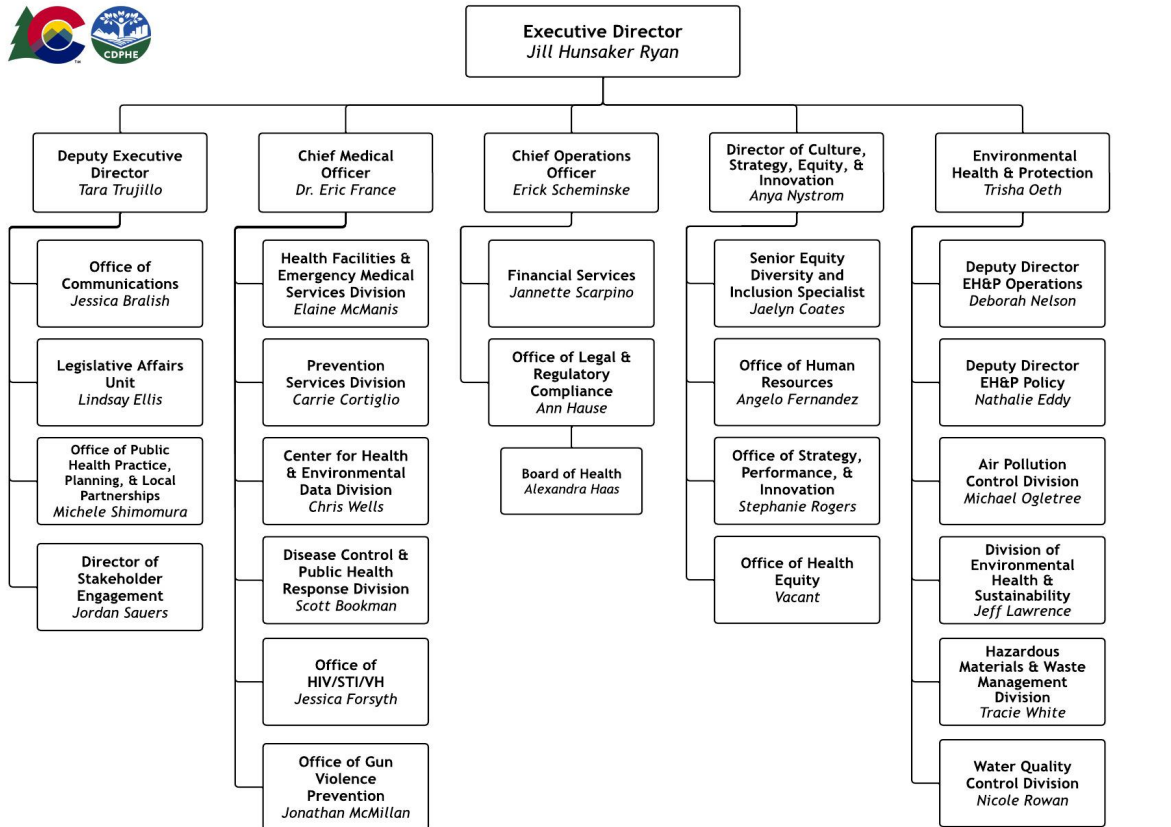 CDPHE
TM
Executive Director
Jill Hunsaker Ryan
Deputy Executive
Director
Tara Trujillo
Office of
Communications
Jessica Bralish
Legislative Affairs
Unit
Lindsay Ellis
Office of Public
Health Practice,
Planning, & Local
Partnerships
Michele Shimomura
Director of
Stakeholder
Engagement
Jordan Sauers
Chief Medical
Officer
Dr. Eric France
Health Facilities &
Emergency Medical
Services Division
Elaine McManis
Prevention
Services Division
Carrie Cortiglio
Center for Health
& Environmental
Data Division
Chris Wells
Disease Control &
Public Health
Response Division
Scott Bookman
Office of
HIV/STI/VH
Jessica Forsyth
Office of Gun
Violence
Prevention
Jonathan McMillan
Chief Operations
Officer
Erick Scheminske
Financial Services
Jannette Scarpino
Office of Legal &
Regulatory
Compliance
Ann Hause
Board of Health
Alexandra Haas
Director of Culture,
Strategy, Equity, &
Innovation
Anya Nystrom
Senior Equity
Diversity and
Inclusion Specialist
Jaelyn Coates
Office of Human
Resources
Angelo Fernandez
Office of Strategy,
Performance, &
Innovation
Stephanie Rogers
Office of Health
Equity
Vacant
Environmental
Health & Protection
Trisha Oeth
Deputy Director
EH&P Operations
Deborah Nelson
Deputy Director
EH&P Policy
Nathalie Eddy
Air Pollution
Control Division
Michael Ogletree
Division of
Environmental
Health &
Sustainability
Jeff Lawrence
Hazardous
Materials & Waste
Management
Division
Tracie White
Water Quality
Control Division
Nicole Rowan